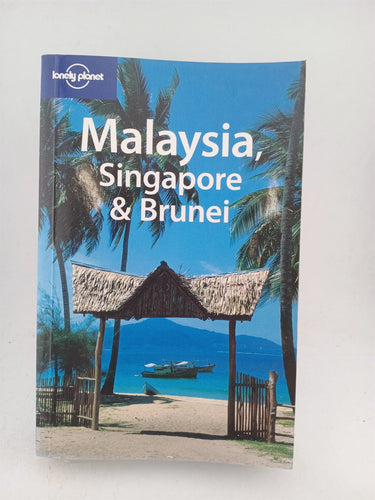 lonely planet
Malaysia,
Singapore
& Brunei